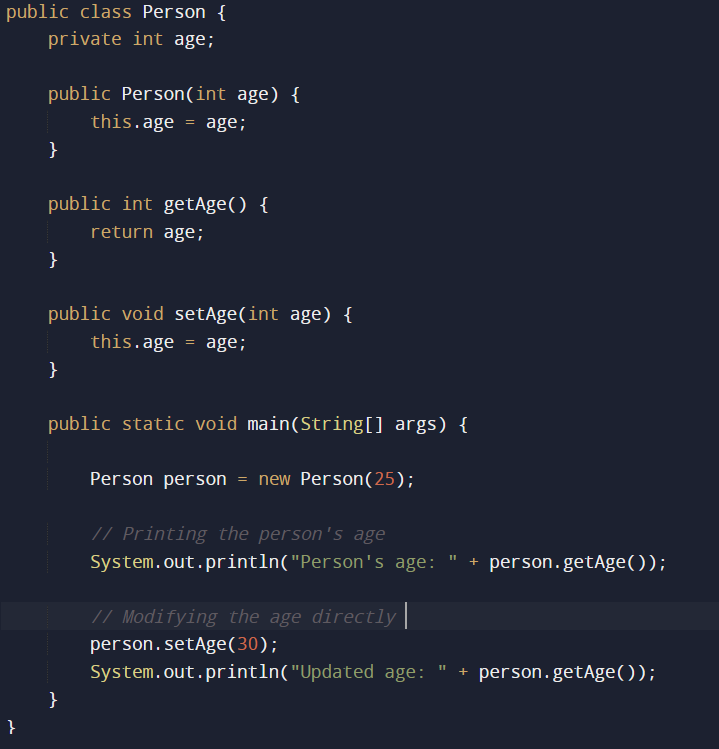 public class Person {
    private int age;

    public Person(int age) {
        this.age = age;
    }

    public int getAge() {
        return age;
    }

    public void setAge(int age) {
        this.age = age;
    }

    public static void main(String[] args) {

        Person person = new Person(25);

        // Printing the person's age
        System.out.println("Person's age: " + person.getAge());

        // Modifying the age directly
        person.setAge(30);
        System.out.println("Updated age: " + person.getAge());
    }
}